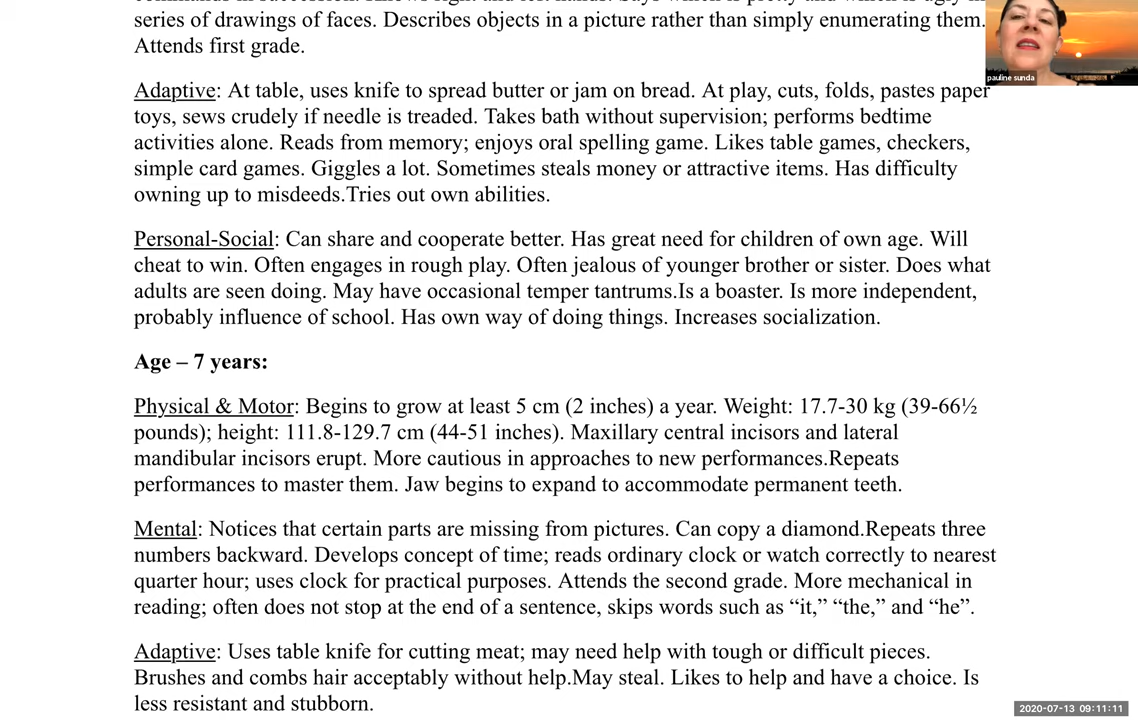 series of drawings of faces. Describes objects in a picture rather than simply enumerating them.
Attends first grade.
Adaptive: At table, uses knife to spread butter or jam on bread. At play, cuts, folds, pastes paper
toys, sews crudely if needle is treaded. Takes bath without supervision; performs bedtime
activities alone. Reads from memory; enjoys oral spelling game. Likes table games, checkers,
simple card games. Giggles a lot. Sometimes steals money or attractive items. Has difficulty
owning up to misdeeds.Tries out own abilities.
Personal-Social: Can share and cooperate better. Has great need for children of own age. Will
cheat to win. Often engages in rough play. Often jealous of younger brother or sister. Does what
adults are seen doing. May have occasional temper tantrums.Is a boaster. Is more independent,
probably influence of school. Has own way of doing things. Increases socialization.
Age – 7 years:
Physical & Motor: Begins to grow at least 5 cm (2 inches) a year. Weight: 17.7-30 kg (39-66½
pounds); height: 111.8-129.7 cm (44-51 inches). Maxillary central incisors and lateral
mandibular incisors erupt. More cautious in approaches to new performances.Repeats
performances to master them. Jaw begins to expand to accommodate permanent teeth.
Mental: Notices that certain parts are missing from pictures. Can copy a diamond.Repeats three
numbers backward. Develops concept of time; reads ordinary clock or watch correctly to nearest
quarter hour; uses clock for practical purposes. Attends the second grade. More mechanical in
reading; often does not stop at the end of a sentence, skips words such as “it,” “the,” and “he”.
Adaptive: Uses table knife for cutting meat; may need help with tough or difficult pieces.
Brushes and combs hair acceptably without help.May steal. Likes to help and have a choice. Is
less resistant and stubborn.
pauline sunda
2020-07-13 09:11:11